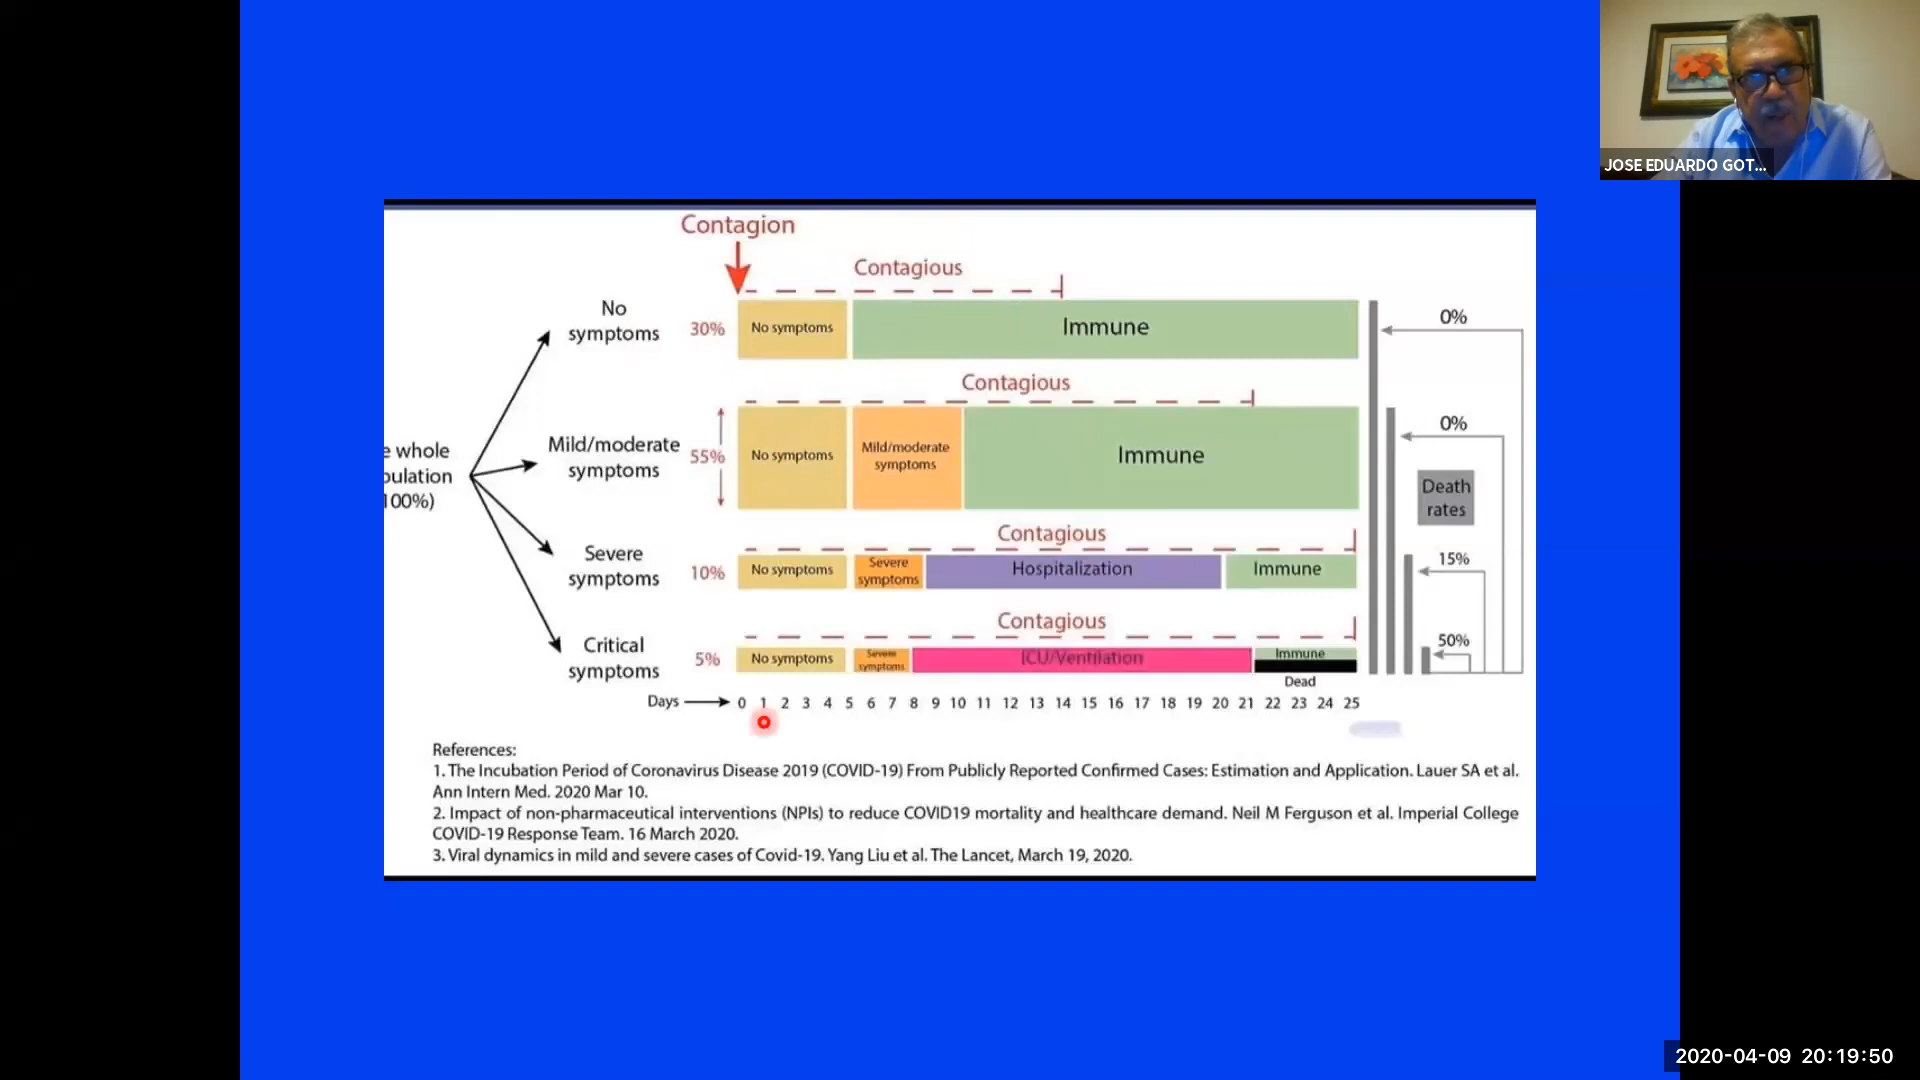 JOSE EDUARDO GOT...
Contagion
Contagious
No
symptoms
30%
No symptoms
Immune
0%
Contagious
Mild/moderate
symptoms
55%
No symptoms
Mild/moderate
symptoms
Immune
0%
e whole
pulation
100%)
Death
rates
Contagious
Severe
symptoms
10%
No symptoms
Severe
symptoms
Hospitalization
Immune
15%
Contagious
Critical
symptoms
5%
No symptoms
Severe
symptoms
ICU/Ventilation
Immune
Dead
50%
Days 0 1 2 3 4 5 6 7 8 9 10 11 12 13 14 15 16 17 18 19 20 21 22 23 24 25
References:
1. The Incubation Period of Coronavirus Disease 2019 (COVID-19) From Publicly Reported Confirmed Cases: Estimation and Application. Lauer SA et al.
Ann Intern Med. 2020 Mar 10.
2. Impact of non-pharmaceutical interventions (NPIs) to reduce COVID19 mortality and healthcare demand. Neil M Ferguson et al. Imperial College
COVID-19 Response Team. 16 March 2020.
3. Viral dynamics in mild and severe cases of Covid-19. Yang Liu et al. The Lancet, March 19, 2020.
2020-04-09 20:19:50